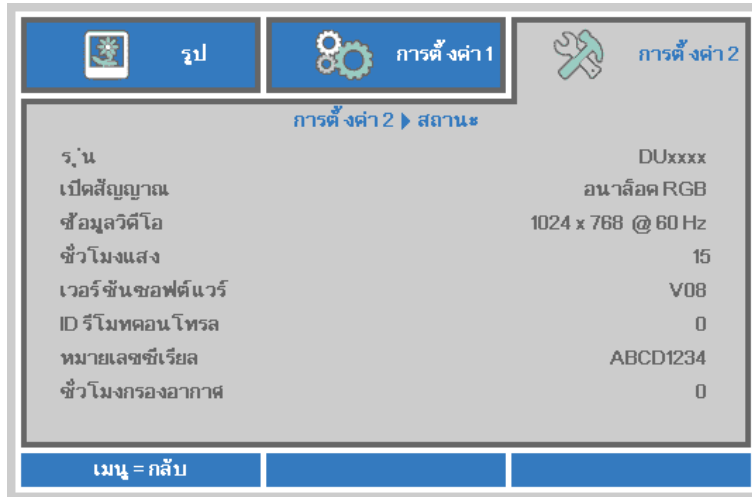 รูป
การตั้งค่า 1
การตั้งค่า 2
การตั้งค่า 2 ▶ สถานะ
รุ่น DUxxxx
เปิดสัญญาณ อนาล็อค RGB
ข้อมูลวิดีโอ 1024 x 768 @ 60 Hz
ชั่วโมงแสง 15
เวอร์ชันซอฟต์แวร์ V08
ID รีโมทคอนโทรล 0
หมายเลขซีเรียล ABCD1234
ชั่วโมงกรองอากาศ 0
เมนู = กลับ